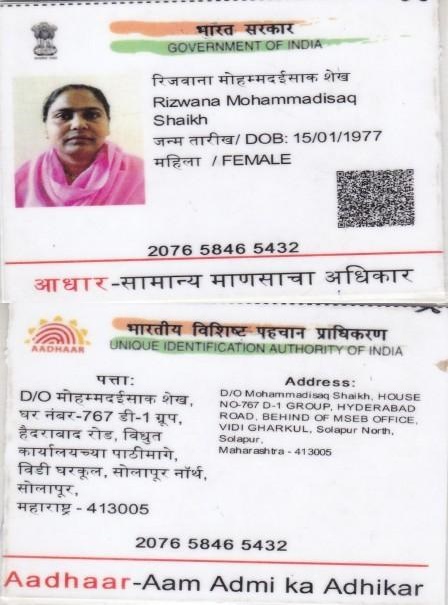 भारत सरकार
GOVERNMENT OF INDIA
रिजवाना मोहम्मदईसाक शेख
Rizwana Mohammadisaq
Shaikh
जन्म तारीख/ DOB: 15/01/1977
महिला / FEMALE
2076 5846 5432
आधार-सामान्य माणसाचा अधिकार
AADHAAR
भारतीय विशिष्ट पहचान प्राधिकरण
UNIQUE IDENTIFICATION AUTHORITY OF INDIA
पत्ता:
D/O मोहम्मदईसाक शेख,
घर नंबर-767 डी-1 ग्रूप,
हैदराबाद रोड, विद्युत
कार्यालयच्या पाठीमागे,
विडी घरकूल, सोलापूर नॉर्थ,
सोलापूर,
महाराष्ट्र - 413005
Address:
D/O Mohammadisaq Shaikh, HOUSE
NO-767 D-1 GROUP, HYDERABAD
ROAD, BEHIND OF MSEB OFFICE,
VIDI GHARKUL, Solapur North,
Solapur,
Maharashtra - 413005
2076 5846 5432
Aadhaar-Aam Admi ka Adhikar